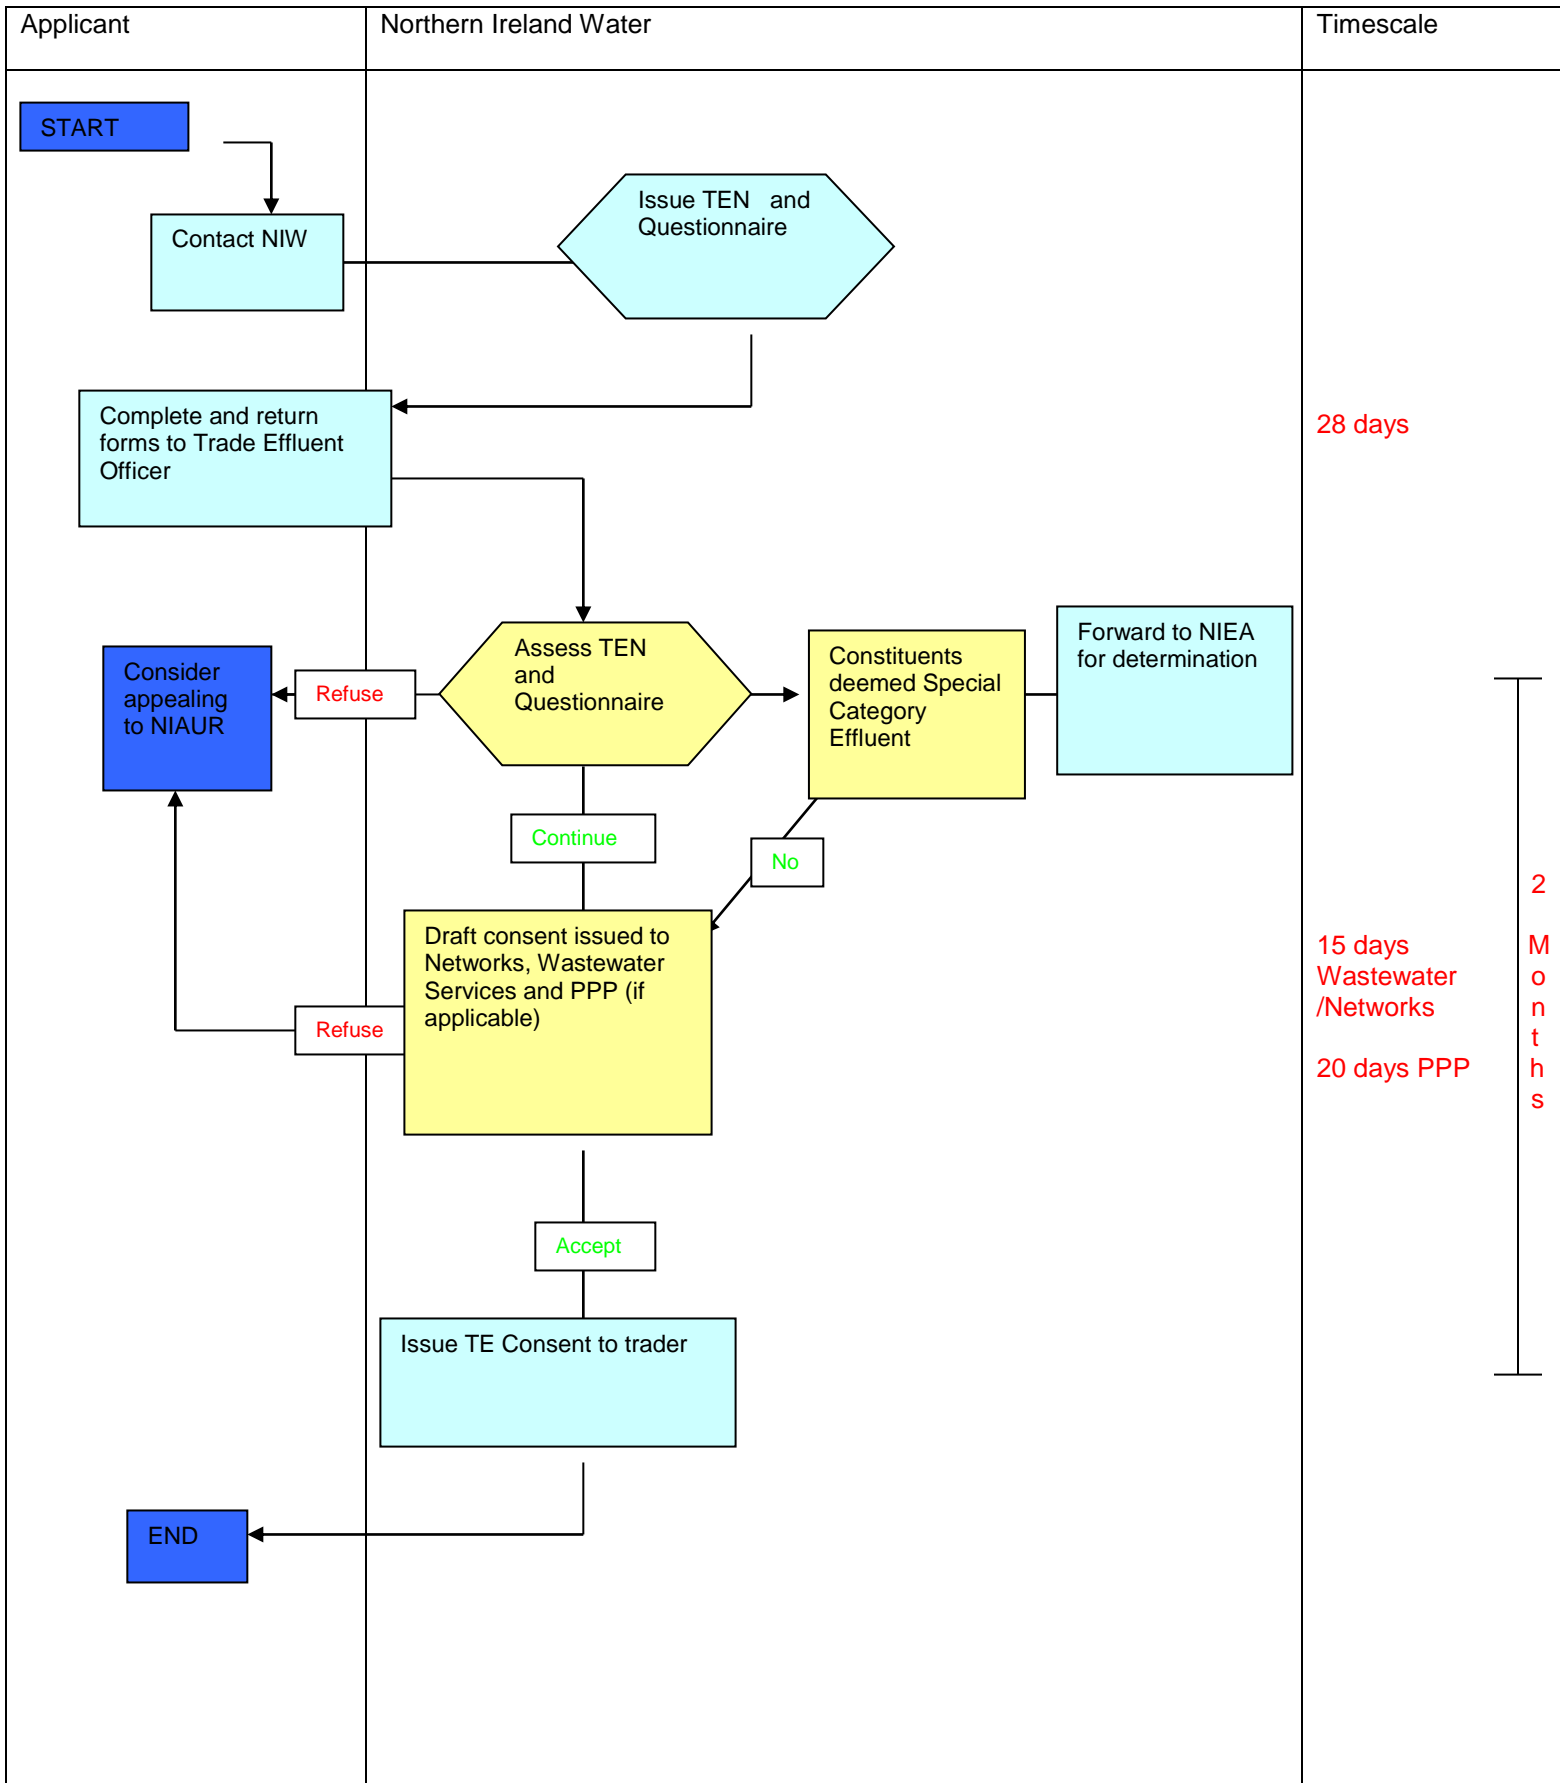 Applicant
Northern Ireland Water
Timescale
START
Issue TEN and
Questionnaire
Contact NIW
Complete and return
forms to Trade Effluent
Officer
28 days
Assess TEN
and
Questionnaire
Constituents
deemed Special
Category
Effluent
Forward to NIEA
for determination
Consider
appealing
to NIAUR
Refuse
Continue
No
Draft consent issued to
Networks, Wastewater
Services and PPP (if
applicable)
Refuse
15 days
Wastewater
/Networks
20 days PPP
2
M
o
n
t
h
s
Accept
Issue TE Consent to trader
END